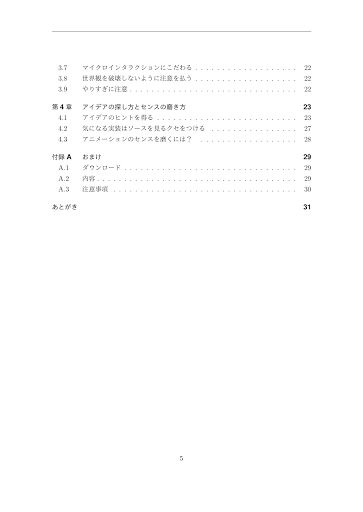 3.7 マイクロインタラクションにこだわる . . . . . . . . . . . . . . . . . . . 22
3.8 世界観を破壊しないように注意を払う . . . . . . . . . . . . . . . . . . . 22
3.9 やりすぎに注意 . . . . . . . . . . . . . . . . . . . . . . . . . . . . . . . 22
第 4 章 アイデアの探し方とセンスの磨き方 23
4.1 アイデアのヒントを得る . . . . . . . . . . . . . . . . . . . . . . . . . . 23
4.2 気になる実装はソースを見るクセをつける . . . . . . . . . . . . . . . . 27
4.3 アニメーションのセンスを磨くには？ . . . . . . . . . . . . . . . . . . 28
付録 A おまけ 29
A.1 ダウンロード . . . . . . . . . . . . . . . . . . . . . . . . . . . . . . . . 29
A.2 内容 . . . . . . . . . . . . . . . . . . . . . . . . . . . . . . . . . . . . . 29
A.3 注意事項 . . . . . . . . . . . . . . . . . . . . . . . . . . . . . . . . . . 30
あとがき 31
5